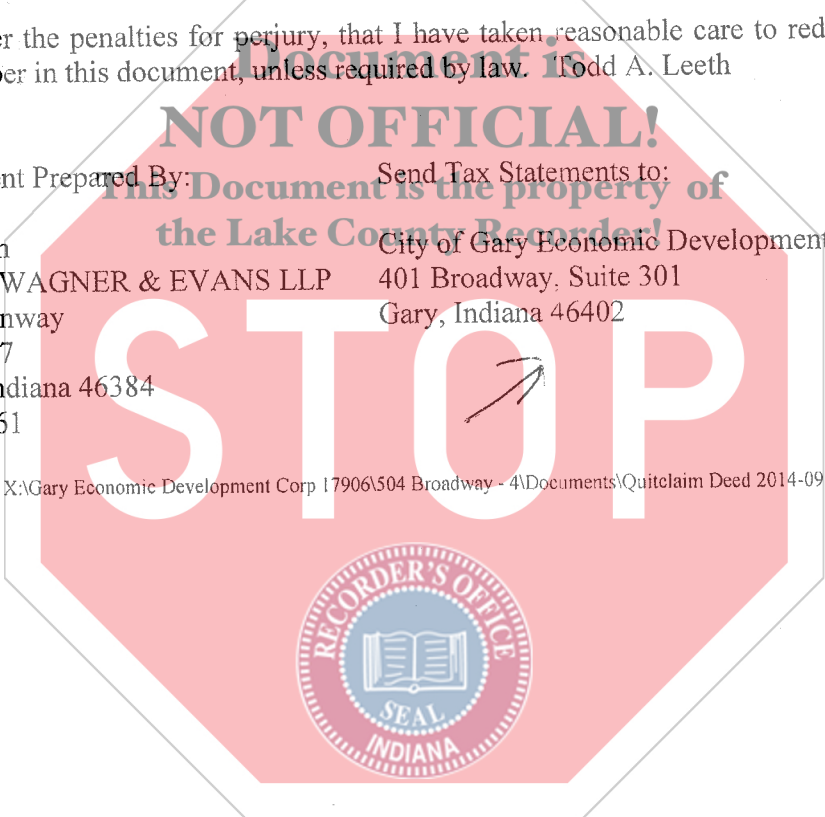 er the penalties for perjury, that I have taken reasonable care to red
er in this document, unless required by law. Todd A. Leeth
Document is
NOT OFFICIAL!
This Document is the property of
the Lake County Recorder!
nt Prepared By:
Send Tax Statements to:
n
WAGNER & EVANS LLP
nway
7
ndiana 46384
61
City of Gary Economic Development
401 Broadway, Suite 301
Gary, Indiana 46402
STOP
X:\Gary Economic Development Corp 17906\504 Broadway - 4\Documents\Quitclaim Deed 2014-09
RECORDER'S OFFICE
SEAL
INDIANA